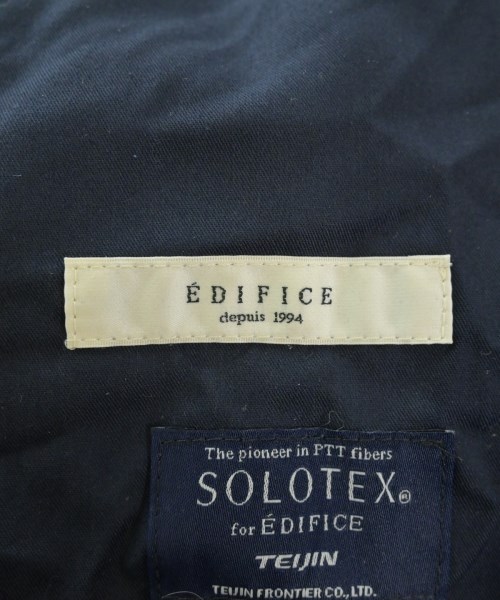 ÉDIFICE
depuis 1994
The pioneer in PTT fibers
SOLOTEX®
for ÉDIFICE
TEIJIN
TEIJIN FRONTIER CO., LTD.